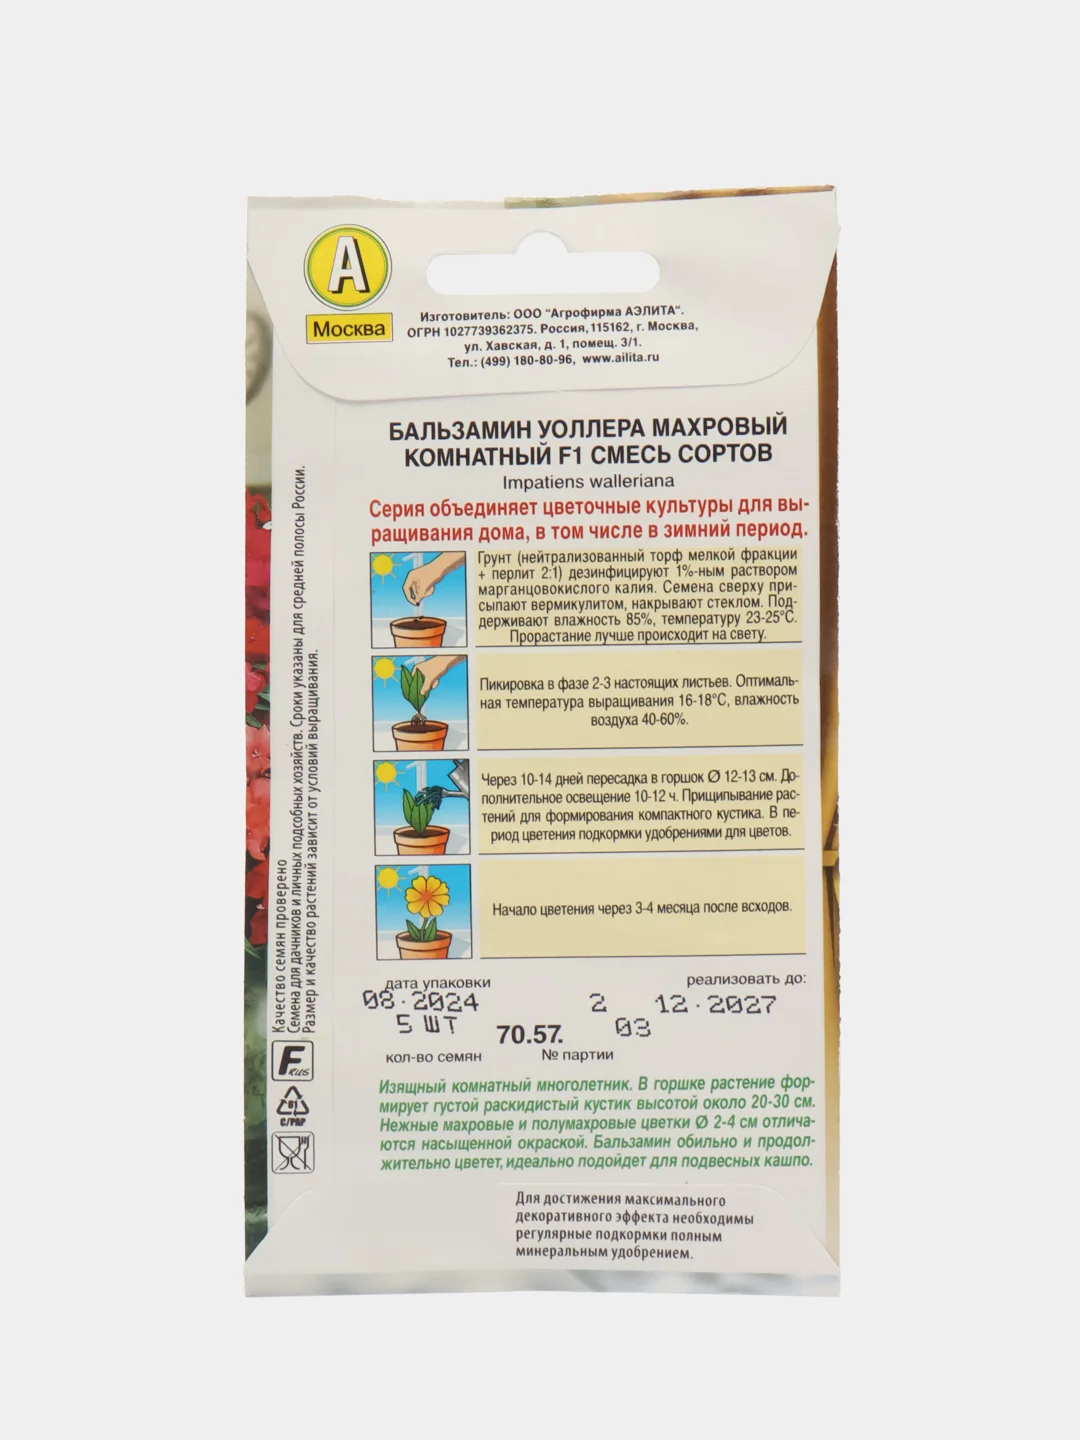 А
Москва
Изготовитель: ООО "Агрофирма АЭЛИТА".
ОГРН 1027739362375. Россия,115162, г. Москва,
ул. Хавская, д. 1, помещ. 3/1.
Тел.: (499) 180-80-96, www.ailita.ru
БАЛЬЗАМИН УОЛЛЕРА МАХРОВЫЙ
КОМНАТНЫЙ F1 СМЕСЬ СОРТОВ
Impatiens walleriana
Серия объединяет цветочные культуры для вы-
ращивания дома, в том числе в зимний период.
Грунт (нейтрализованный торф мелкой фракции
+ перлит 2:1) дезинфицируют 1%-ным раствором
марганцовокислого калия. Семена сверху при-
сыпают вермикулитом, накрывают стеклом. Под-
держивают влажность 85%, температуру 23-25°С.
Прорастание лучше происходит на свету.
Пикировка в фазе 2-3 настоящих листьев. Оптималь-
ная температура выращивания 16-18°С, влажность
воздуха 40-60%.
Через 10-14 дней пересадка в горшок Ø 12-13 см. До-
полнительное освещение 10-12 ч. Прищипывание рас-
тений для формирования компактного кустика. В пе-
риод цветения подкормки удобрениями для цветов.
Начало цветения через 3-4 месяца после всходов.
дата упаковки
реализовать до:
08·2024
2
12·2027
5 ШТ
70.57.
03
кол-во семян
№ партии
Изящный комнатный многолетник. В горшке растение фор-
мирует густой раскидистый кустик высотой около 20-30 см.
Нежные махровые и полумахровые цветки Ø 2-4 см отлича-
ются насыщенной окраской. Бальзамин обильно и продол-
жительно цветет, идеально подойдет для подвесных кашпо.
Для достижения максимального
декоративного эффекта необходимы
регулярные подкормки полным
минеральным удобрением.
Качество семян проверено
Семена для дачников и личных подсобных хозяйств. Сроки указаны для средней полосы России.
Размер и качество растений зависит от условий выращивания.
F RUS
81
C/PAP